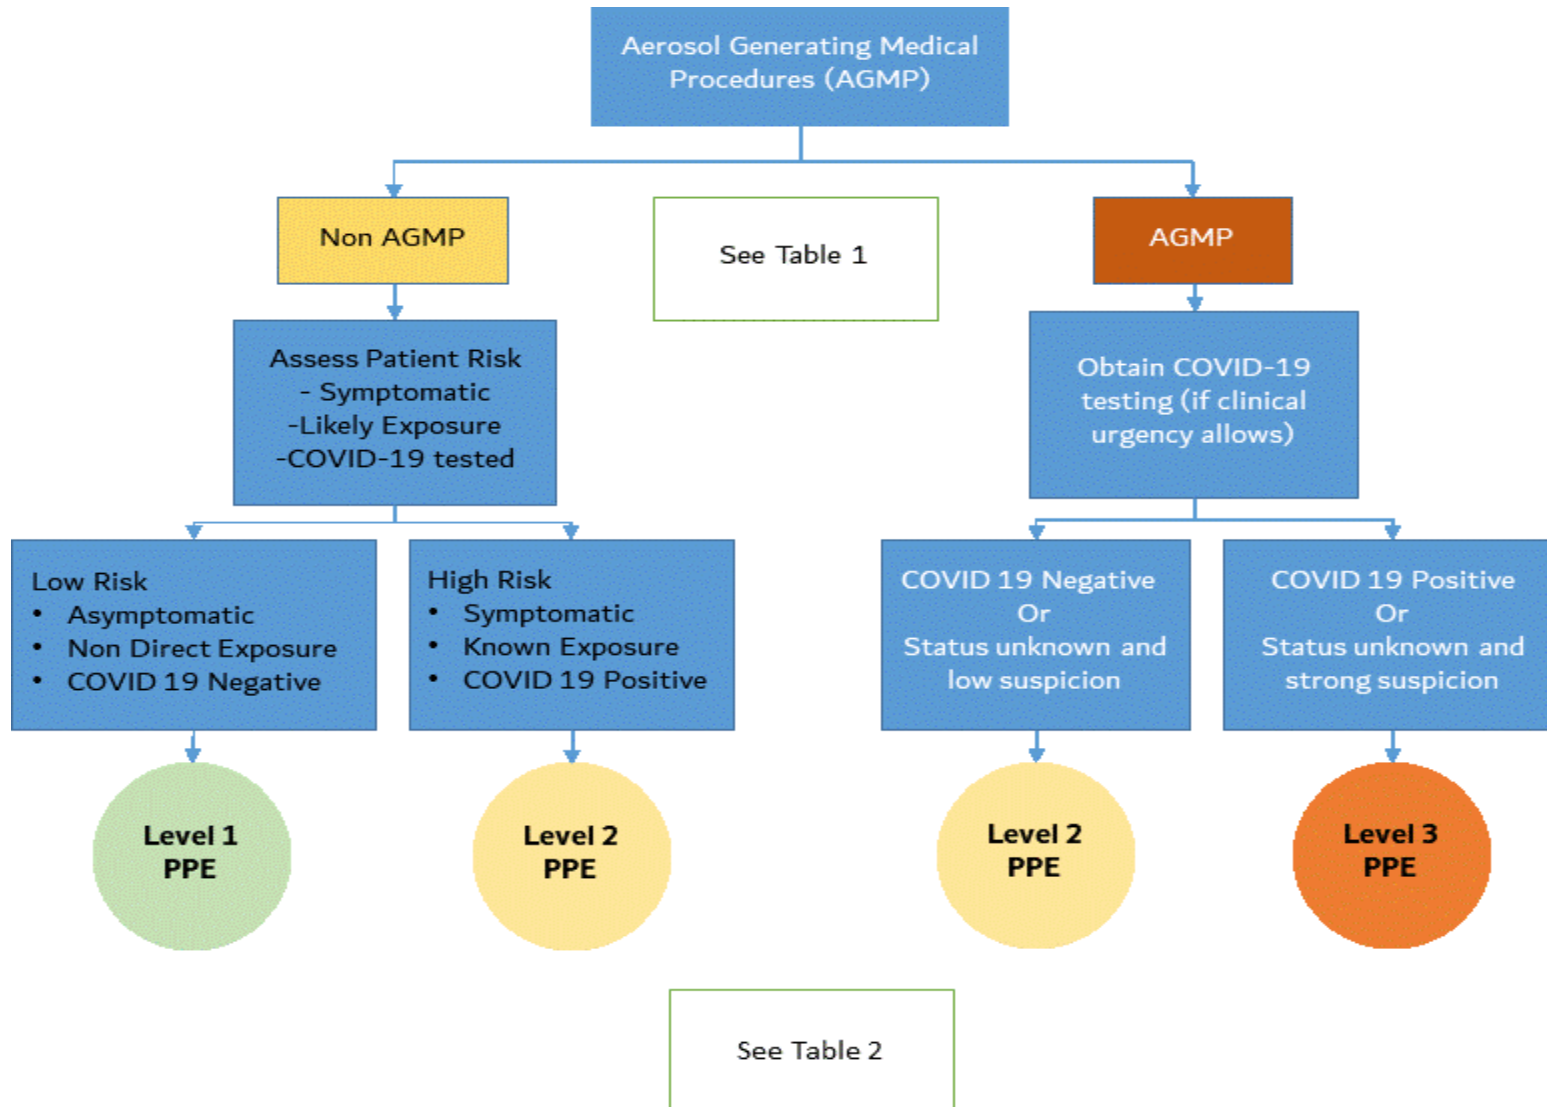 Aerosol Generating Medical
Procedures (AGMP)
Non AGMP
See Table 1
AGMP
Assess Patient Risk
- Symptomatic
-Likely Exposure
-COVID-19 tested
Obtain COVID-19
testing (if clinical
urgency allows)
Low Risk
• Asymptomatic
• Non Direct Exposure
• COVID 19 Negative
High Risk
• Symptomatic
• Known Exposure
• COVID 19 Positive
COVID 19 Negative
Or
Status unknown and
low suspicion
COVID 19 Positive
Or
Status unknown and
strong suspicion
Level 1
PPE
Level 2
PPE
Level 2
PPE
Level 3
PPE
See Table 2